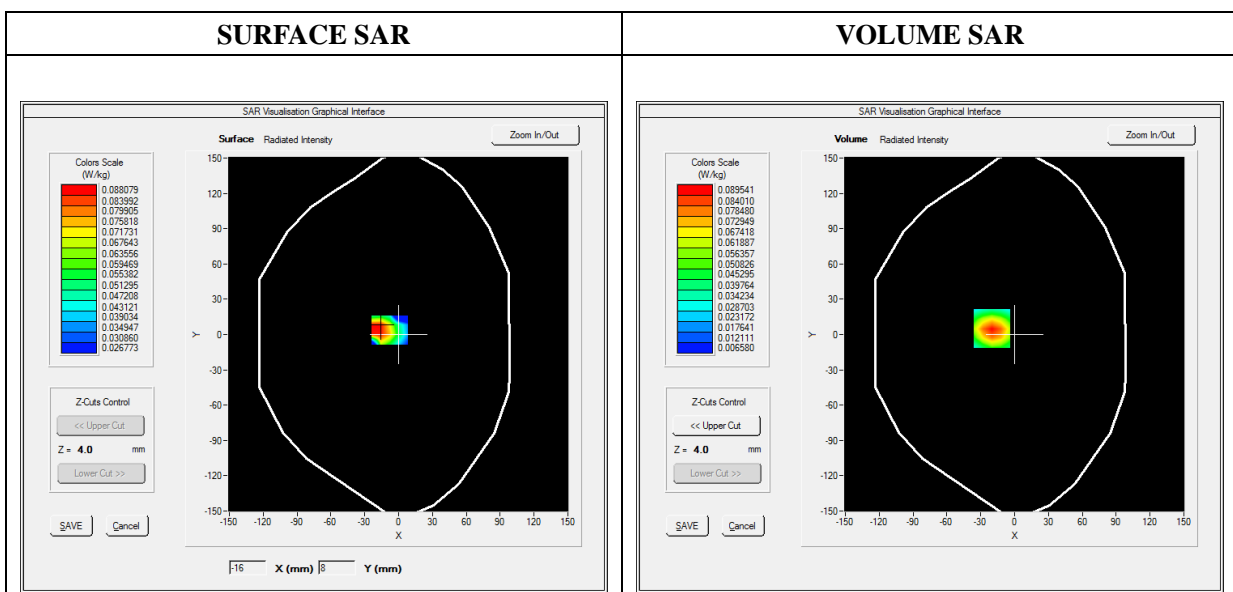 SURFACE SAR
VOLUME SAR
SAR Visualisation Graphical Interface
Surface Radiated Intensity
Zoom In/Out
Colors Scale
(W/kg)
0.088079
0.083992
0.079905
0.075818
0.071731
0.067643
0.063556
0.059469
0.055382
0.051295
0.047208
0.043121
0.039034
0.034947
0.030860
0.026773
Z-Cuts Control
<< Upper Cut
Z = 4.0 mm
Lower Cut >>
SAVE Cancel
150
120
90
60
30
0
-30
-60
-90
-120
-150
Y
-150 -120 -90 -60 -30 0 30 60 90 120 150
X
-16 X (mm) 8 Y (mm)
SAR Visualisation Graphical Interface
Volume Radiated Intensity
Zoom In/Out
Colors Scale
(W/kg)
0.089541
0.084010
0.078480
0.072949
0.067418
0.061887
0.056357
0.050826
0.045295
0.039764
0.034234
0.028703
0.023172
0.017641
0.012111
0.006580
Z-Cuts Control
<< Upper Cut
Z = 4.0 mm
Lower Cut >>
SAVE Cancel
150
120
90
60
30
0
-30
-60
-90
-120
-150
Y
-150 -120 -90 -60 -30 0 30 60 90 120 150
X